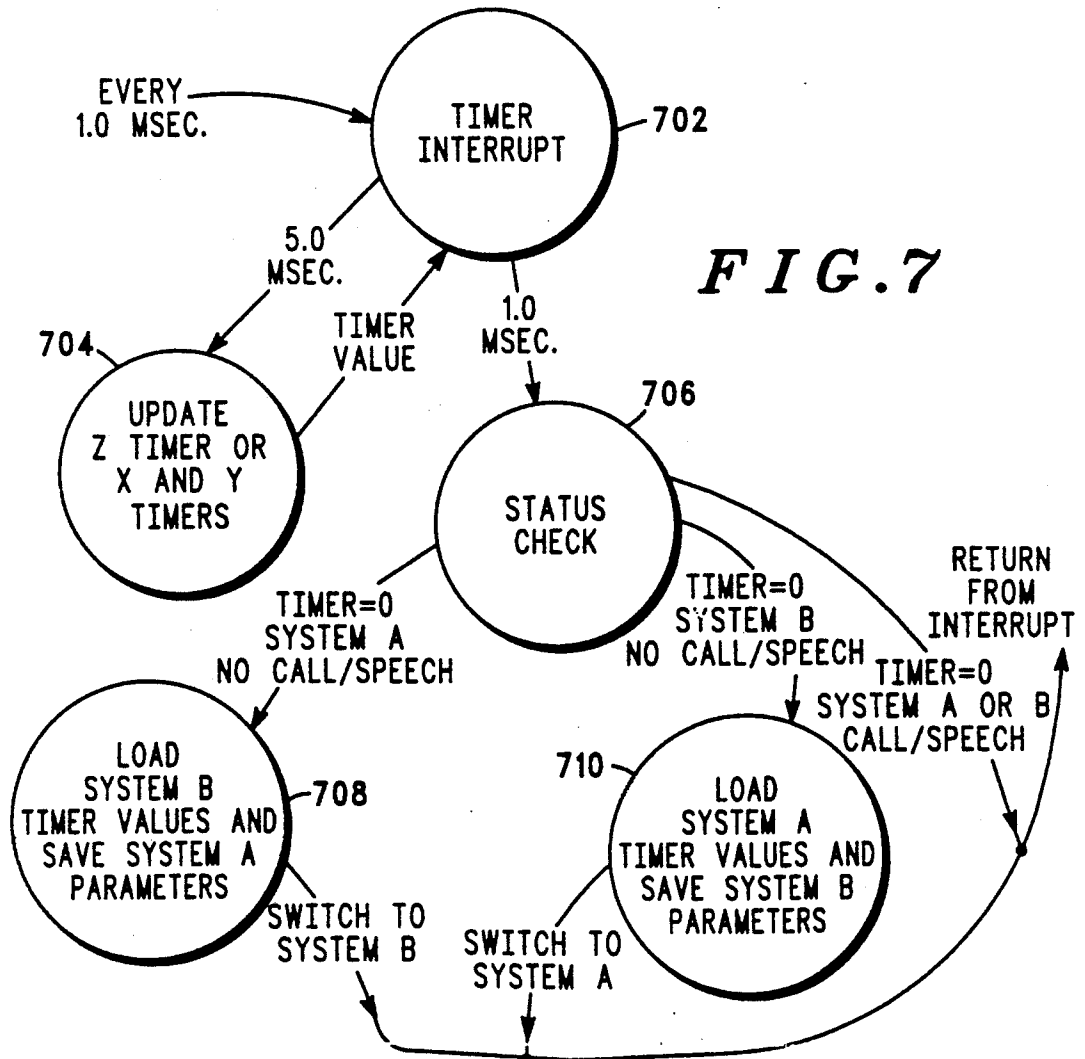 EVERY
1.0 MSEC.
TIMER
INTERRUPT
702
5.0
MSEC.
FIG.7
TIMER
VALUE
1.0
MSEC.
704
UPDATE
Z TIMER OR
X AND Y
TIMERS
706
STATUS
CHECK
RETURN
FROM
INTERRUPT
TIMER=0
SYSTEM A
NO CALL/SPEECH
TIMER=0
SYSTEM B
NO CALL/SPEECH
TIMER=0
SYSTEM A OR B
CALL/SPEECH
LOAD
SYSTEM B
TIMER VALUES AND
SAVE SYSTEM A
PARAMETERS
708
710
LOAD
SYSTEM A
TIMER VALUES AND
SAVE SYSTEM B
PARAMETERS
SWITCH TO
SYSTEM B
SWITCH TO
SYSTEM A